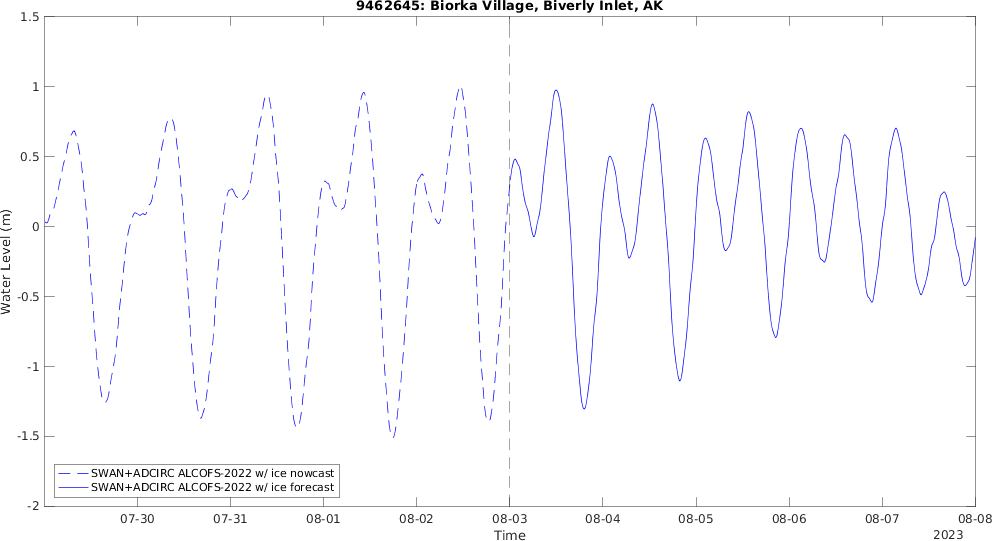 9462645: Biorka Village, Biverly Inlet, AK
1.5
1
0.5
0
-0.5
-1
-1.5
-2
Water Level (m)
SWAN+ADCIRC ALCOFS-2022 w/ ice nowcast
SWAN+ADCIRC ALCOFS-2022 w/ ice forecast
07-30 07-31 08-01 08-02 08-03 08-04 08-05 08-06 08-07 08-08
Time
2023